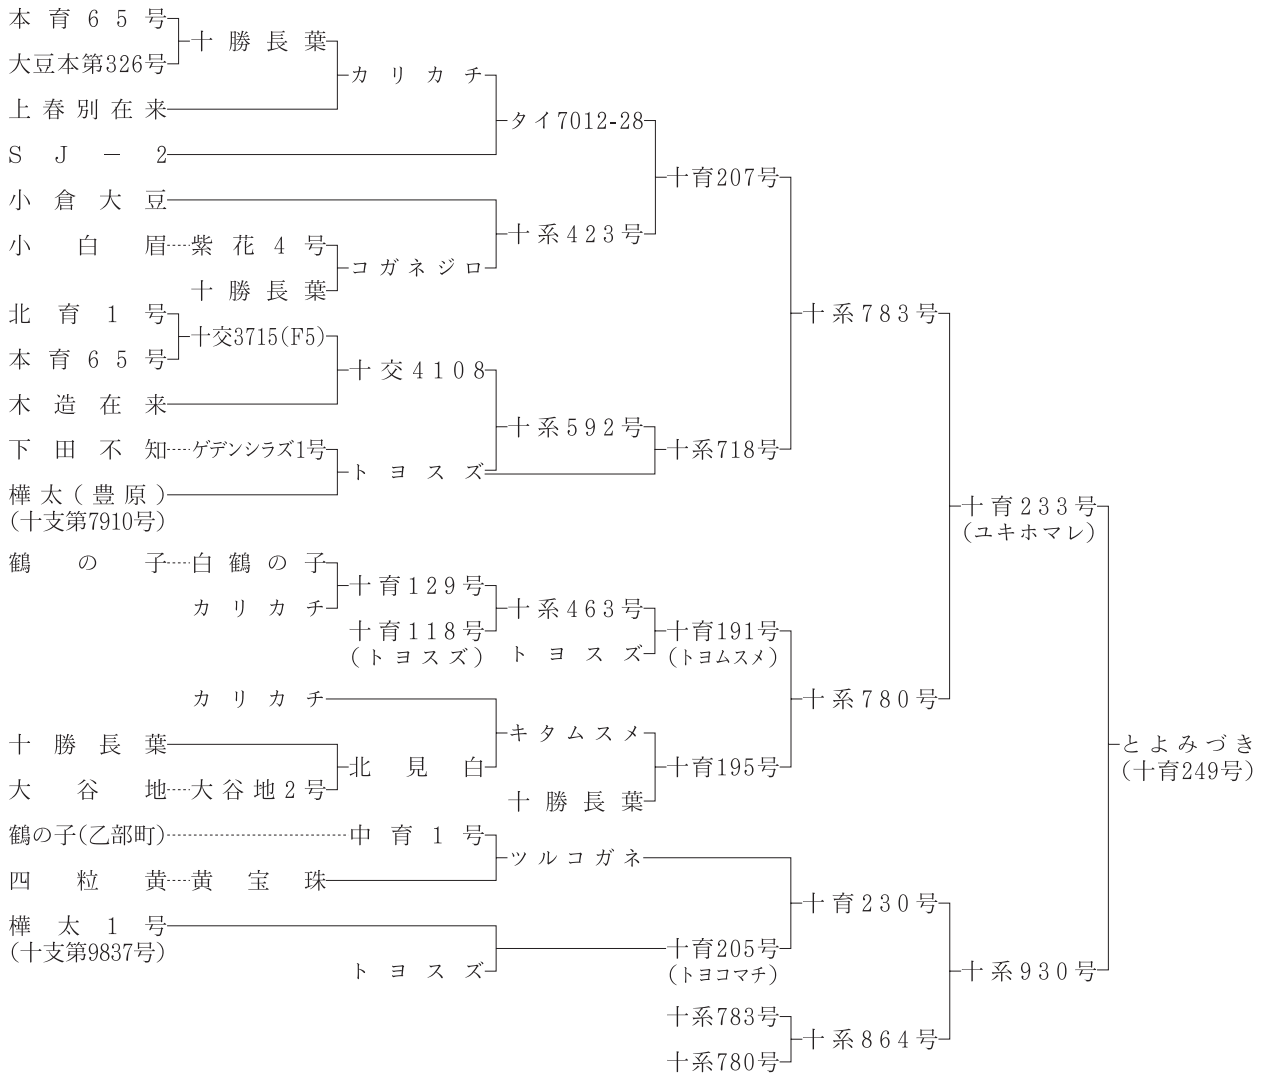 本育65号
十勝長葉
大豆本第326号
カリカチ
上春別在来
タイ7012-28
SJ－2
十育207号
小倉大豆
十系423号
小白眉 紫花4号
コガネジロ
十勝長葉
北育1号
十系783号
十交3715(F5)
本育65号
十交4108
木造在来
十系592号
下田不知 ゲデンシラズ1号
十系718号
トヨスズ
樺太(豊原)
(十支第7910号)
十育233号
(ユキホマレ)
鶴の子 白鶴の子
十育129号
カリカチ
十系463号
十育118号
(トヨスズ)
十育191号
(トヨムスメ)
トヨスズ
カリカチ
十系780号
キタムスメ
十勝長葉
北見白
十育195号
とよみづき
(十育249号)
大谷地 大谷地2号
十勝長葉
鶴の子(乙部町) 中育1号
ツルコガネ
四粒黄 黄宝珠
十育230号
樺太1号
(十支第9837号)
十育205号
(トヨコマチ)
トヨスズ
十系930号
十系783号
十系864号
十系780号